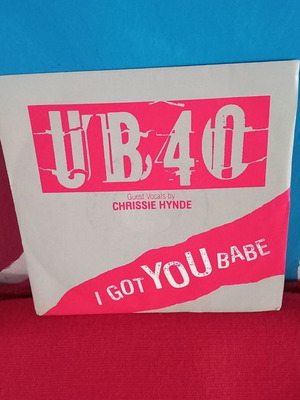 UB40
Guest Vocals by
CHRISSIE HYNDE
I GOT YOU BABE